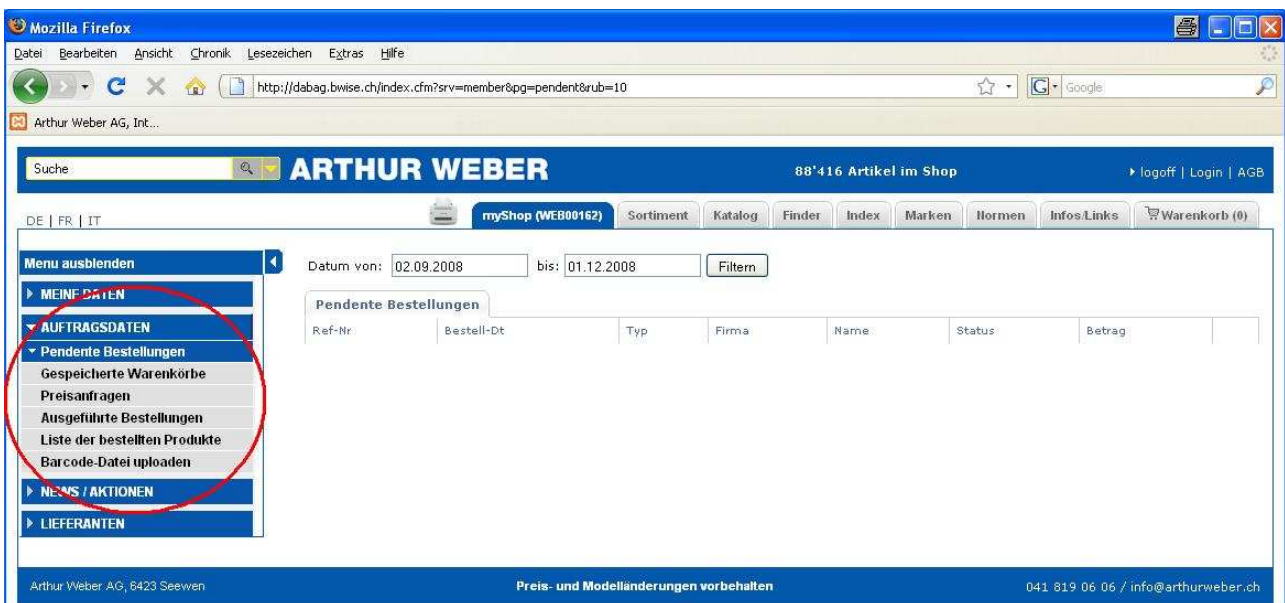 Mozilla Firefox
Datei Bearbeiten Ansicht Chronik Lesezeichen Extras Hilfe
http://dabag.bwise.ch/index.cfm?srv=member&pg=pendent&rub=10
G Google
Arthur Weber AG, Int...
Suche
ARTHUR WEBER
88'416 Artikel im Shop
logoff | Login | AGB
DE | FR | IT
myShop (WEB00162) Sortiment Katalog Finder Index Marken Normen Infos/Links Warenkorb (0)
Menu ausblenden
Datum von: 02.09.2008 bis: 01.12.2008 Filtern
MEINE DATEN
Pendente Bestellungen
AUFTRAGSDATEN
Ref-Nr Bestell-Dt Typ Firma Name Status Betrag
Pendente Bestellungen
Gespeicherte Warenkörbe
Preisanfragen
Ausgeführte Bestellungen
Liste der bestellten Produkte
Barcode-Datei uploaden
NEWS / AKTIONEN
LIEFERANTEN
Arthur Weber AG, 6423 Seewen
Preis- und Modelländerungen vorbehalten
041 819 06 06 / info@arthurweber.ch